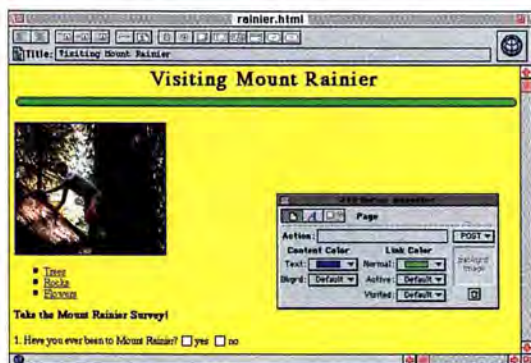 rainier.html
Title: Visiting Mount Rainier
Visiting Mount Rainier
Page
Action: POST
Content Color Link Color
Text: Normal:
Bkgrd: Default Active: Default
Visited: Default
Backgrd
Image
Trees
Rocks
Flowers
Take the Mount Rainier Survey!
1. Have you ever been to Mount Rainier? yes no